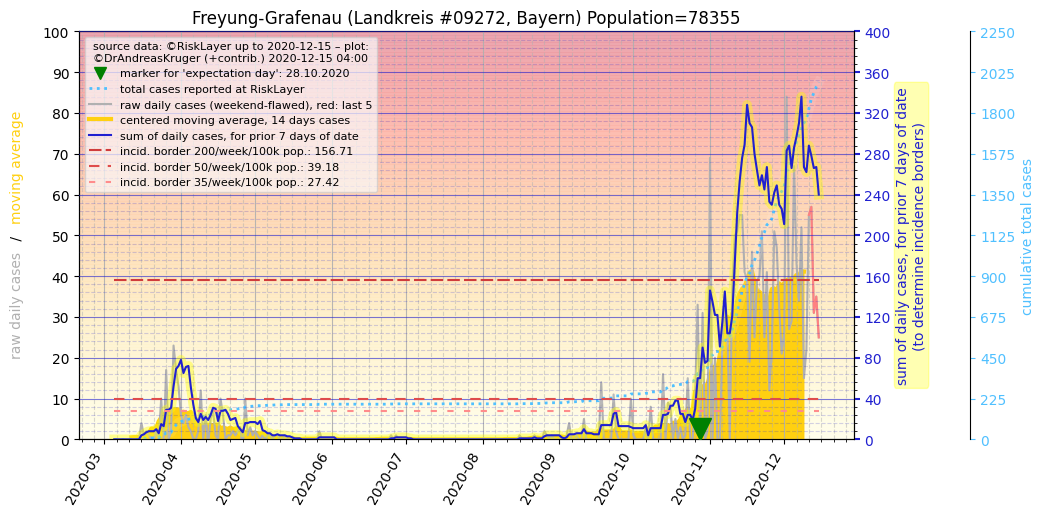 Freyung-Grafenau (Landkreis #09272, Bayern) Population=78355
source data: ©RiskLayer up to 2020-12-15 – plot:
©DrAndreasKruger (+contrib.) 2020-12-15 04:00
marker for 'expectation day': 28.10.2020
total cases reported at RiskLayer
raw daily cases (weekend-flawed), red: last 5
centered moving average, 14 days cases
sum of daily cases, for prior 7 days of date
incid. border 200/week/100k pop.: 156.71
incid. border 50/week/100k pop.: 39.18
incid. border 35/week/100k pop.: 27.42
raw daily cases / moving average
100
90
80
70
60
50
40
30
20
10
0
2020-03
2020-04
2020-05
2020-06
2020-07
2020-08
2020-09
2020-10
2020-11
2020-12
400
360
320
280
240
200
160
120
80
40
0
sum of daily cases, for prior 7 days of date
(to determine incidence borders)
2250
2025
1800
1575
1350
1125
900
675
450
225
0
cumulative total cases